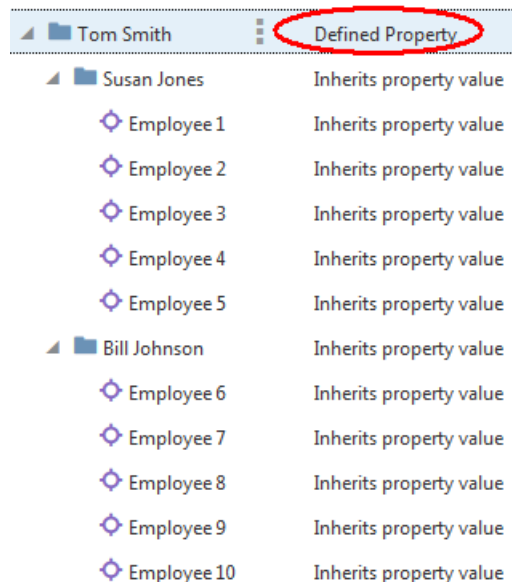 Tom Smith Defined Property
Susan Jones Inherits property value
Employee 1 Inherits property value
Employee 2 Inherits property value
Employee 3 Inherits property value
Employee 4 Inherits property value
Employee 5 Inherits property value
Bill Johnson Inherits property value
Employee 6 Inherits property value
Employee 7 Inherits property value
Employee 8 Inherits property value
Employee 9 Inherits property value
Employee 10 Inherits property value